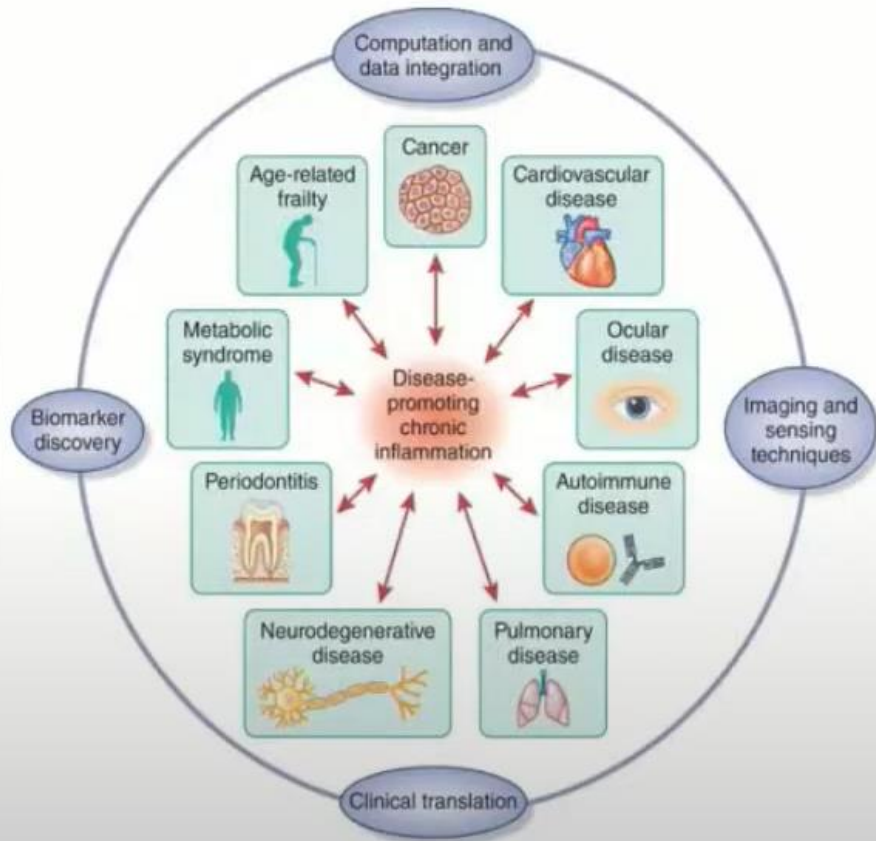 Computation and
data integration
Cancer
Age-related
frailty
Cardiovascular
disease
Metabolic
syndrome
Ocular
disease
Disease-
promoting
chronic
inflammation
Biomarker
discovery
Imaging and
sensing
techniques
Periodontitis
Autoimmune
disease
Neurodegenerative
disease
Pulmonary
disease
Clinical translation